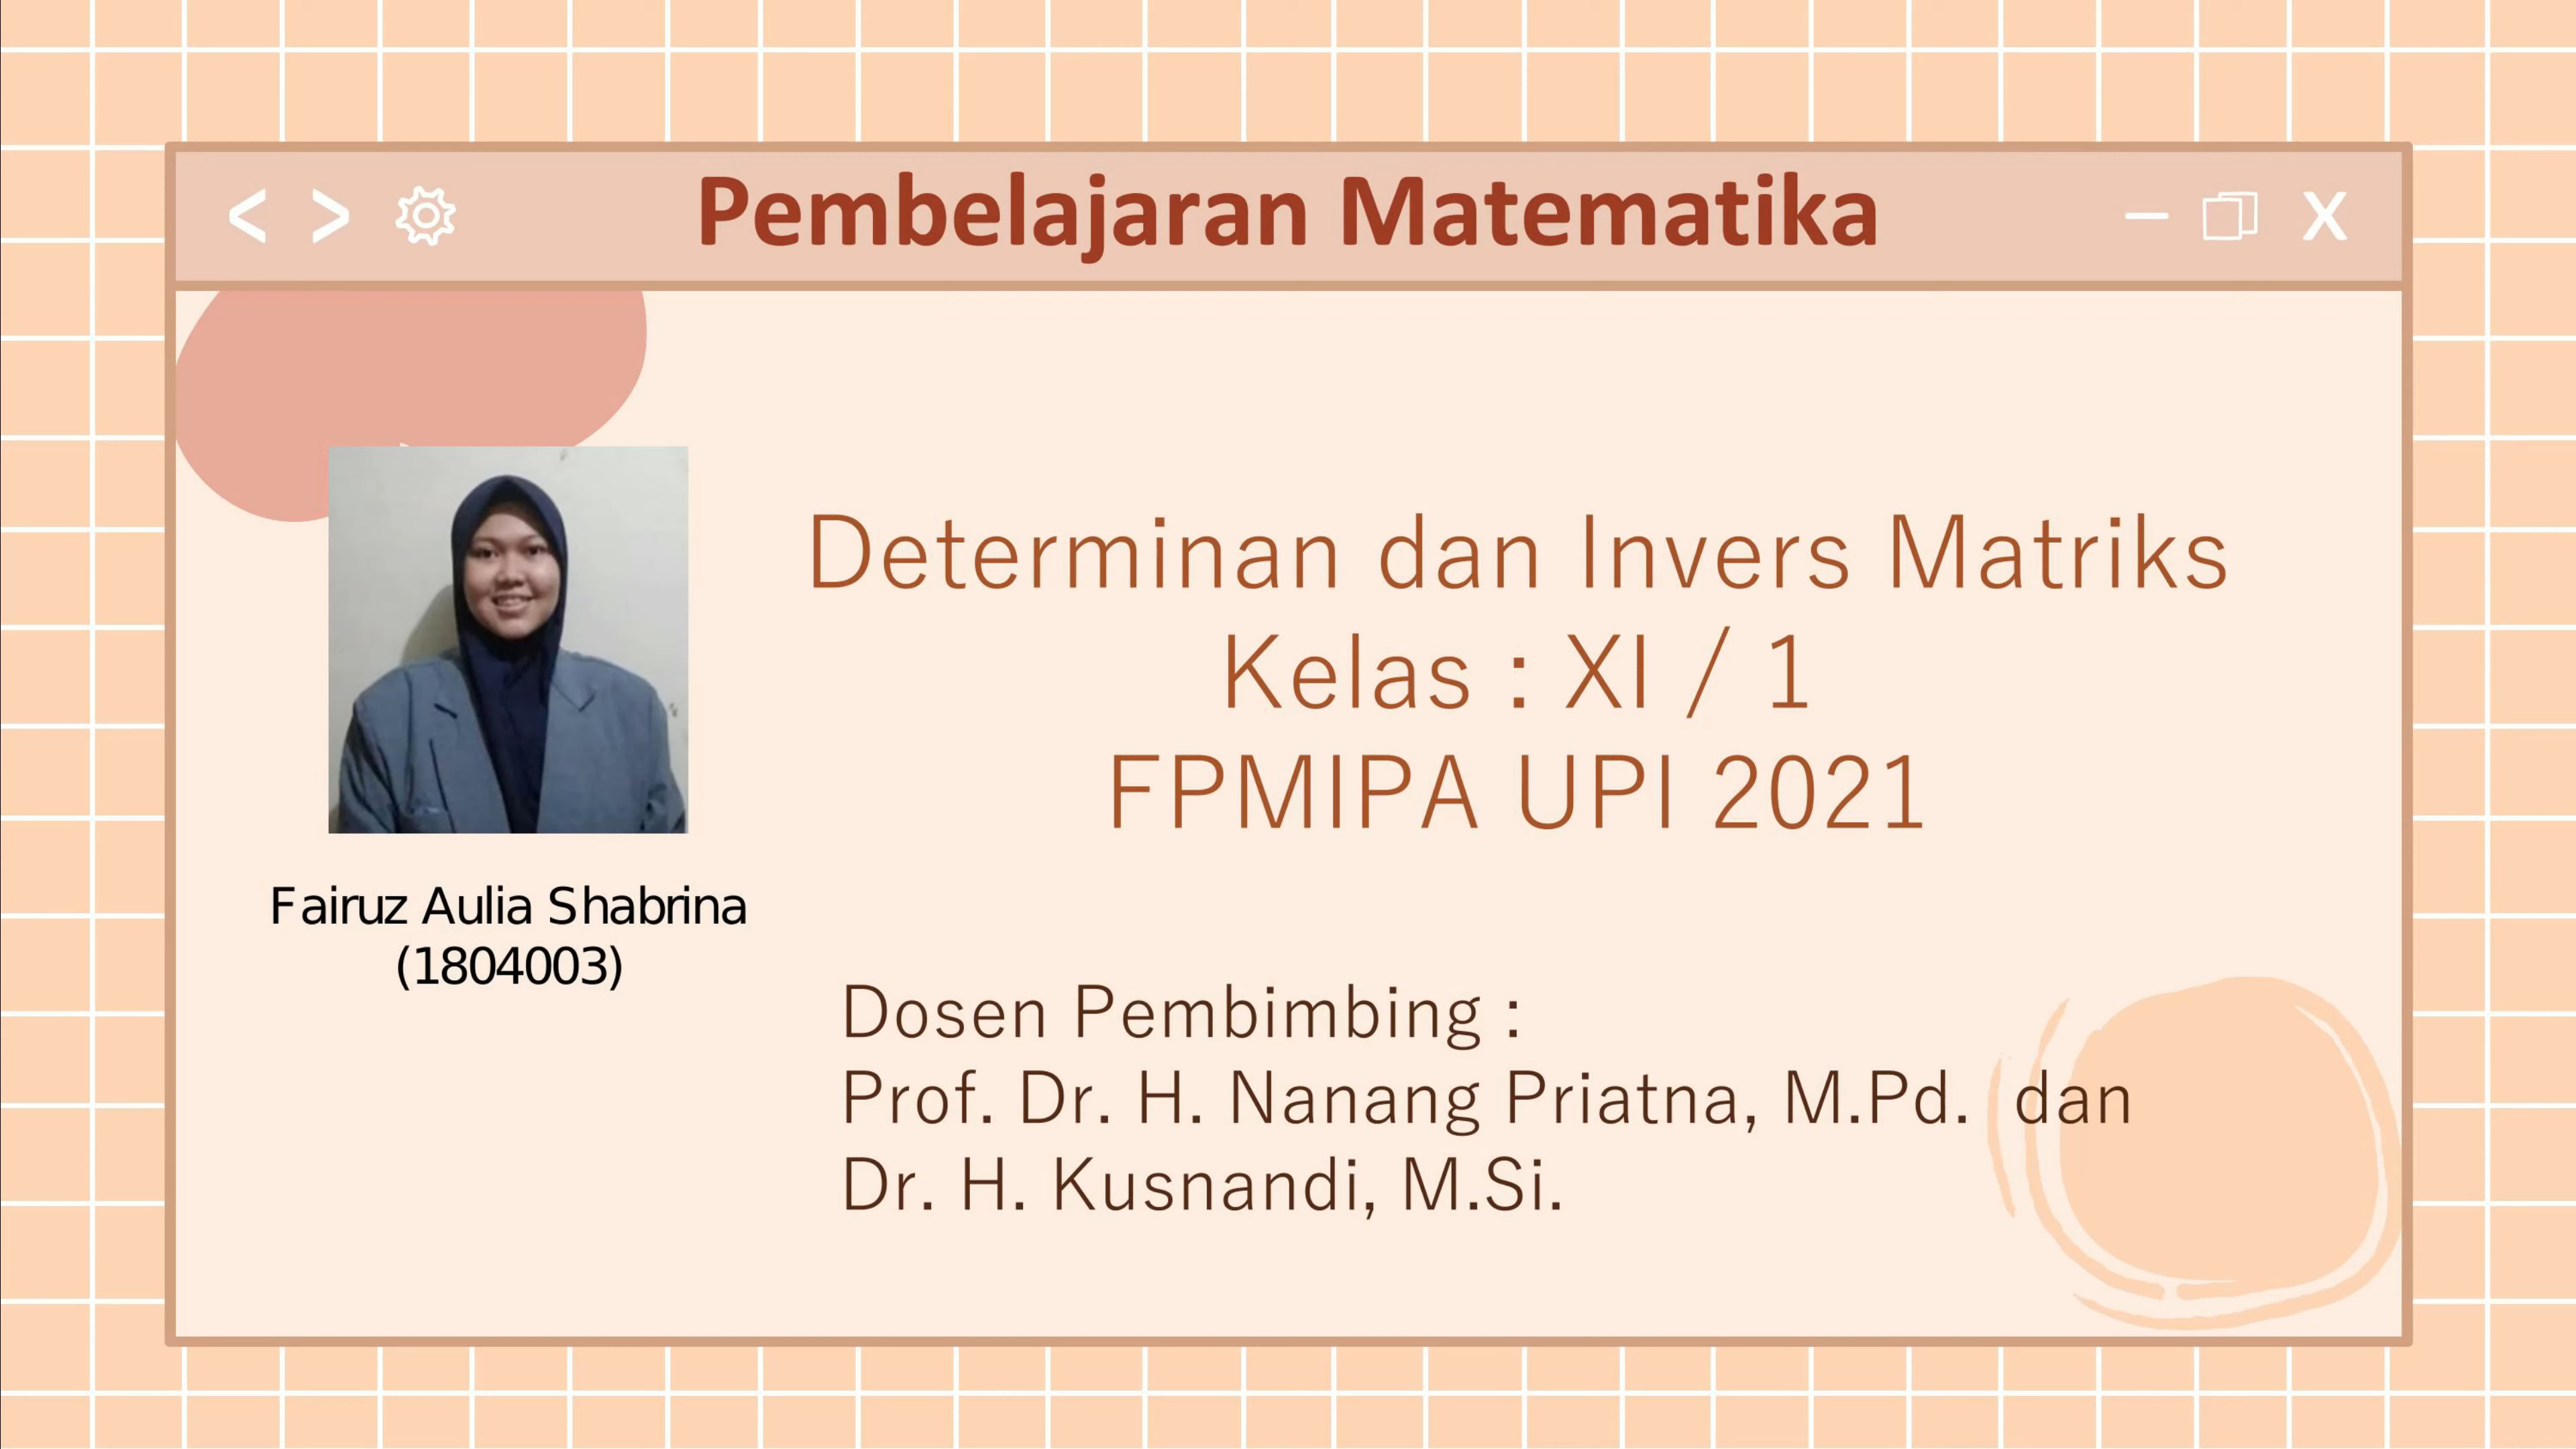 Pembelajaran Matematika
Determinan dan Invers Matriks
Kelas : XI / 1
FPMIPA UPI 2021
Fairuz Aulia Shabrina
(1804003)
Dosen Pembimbing :
Prof. Dr. H. Nanang Priatna, M.Pd. dan
Dr. H. Kusnandi, M.Si.